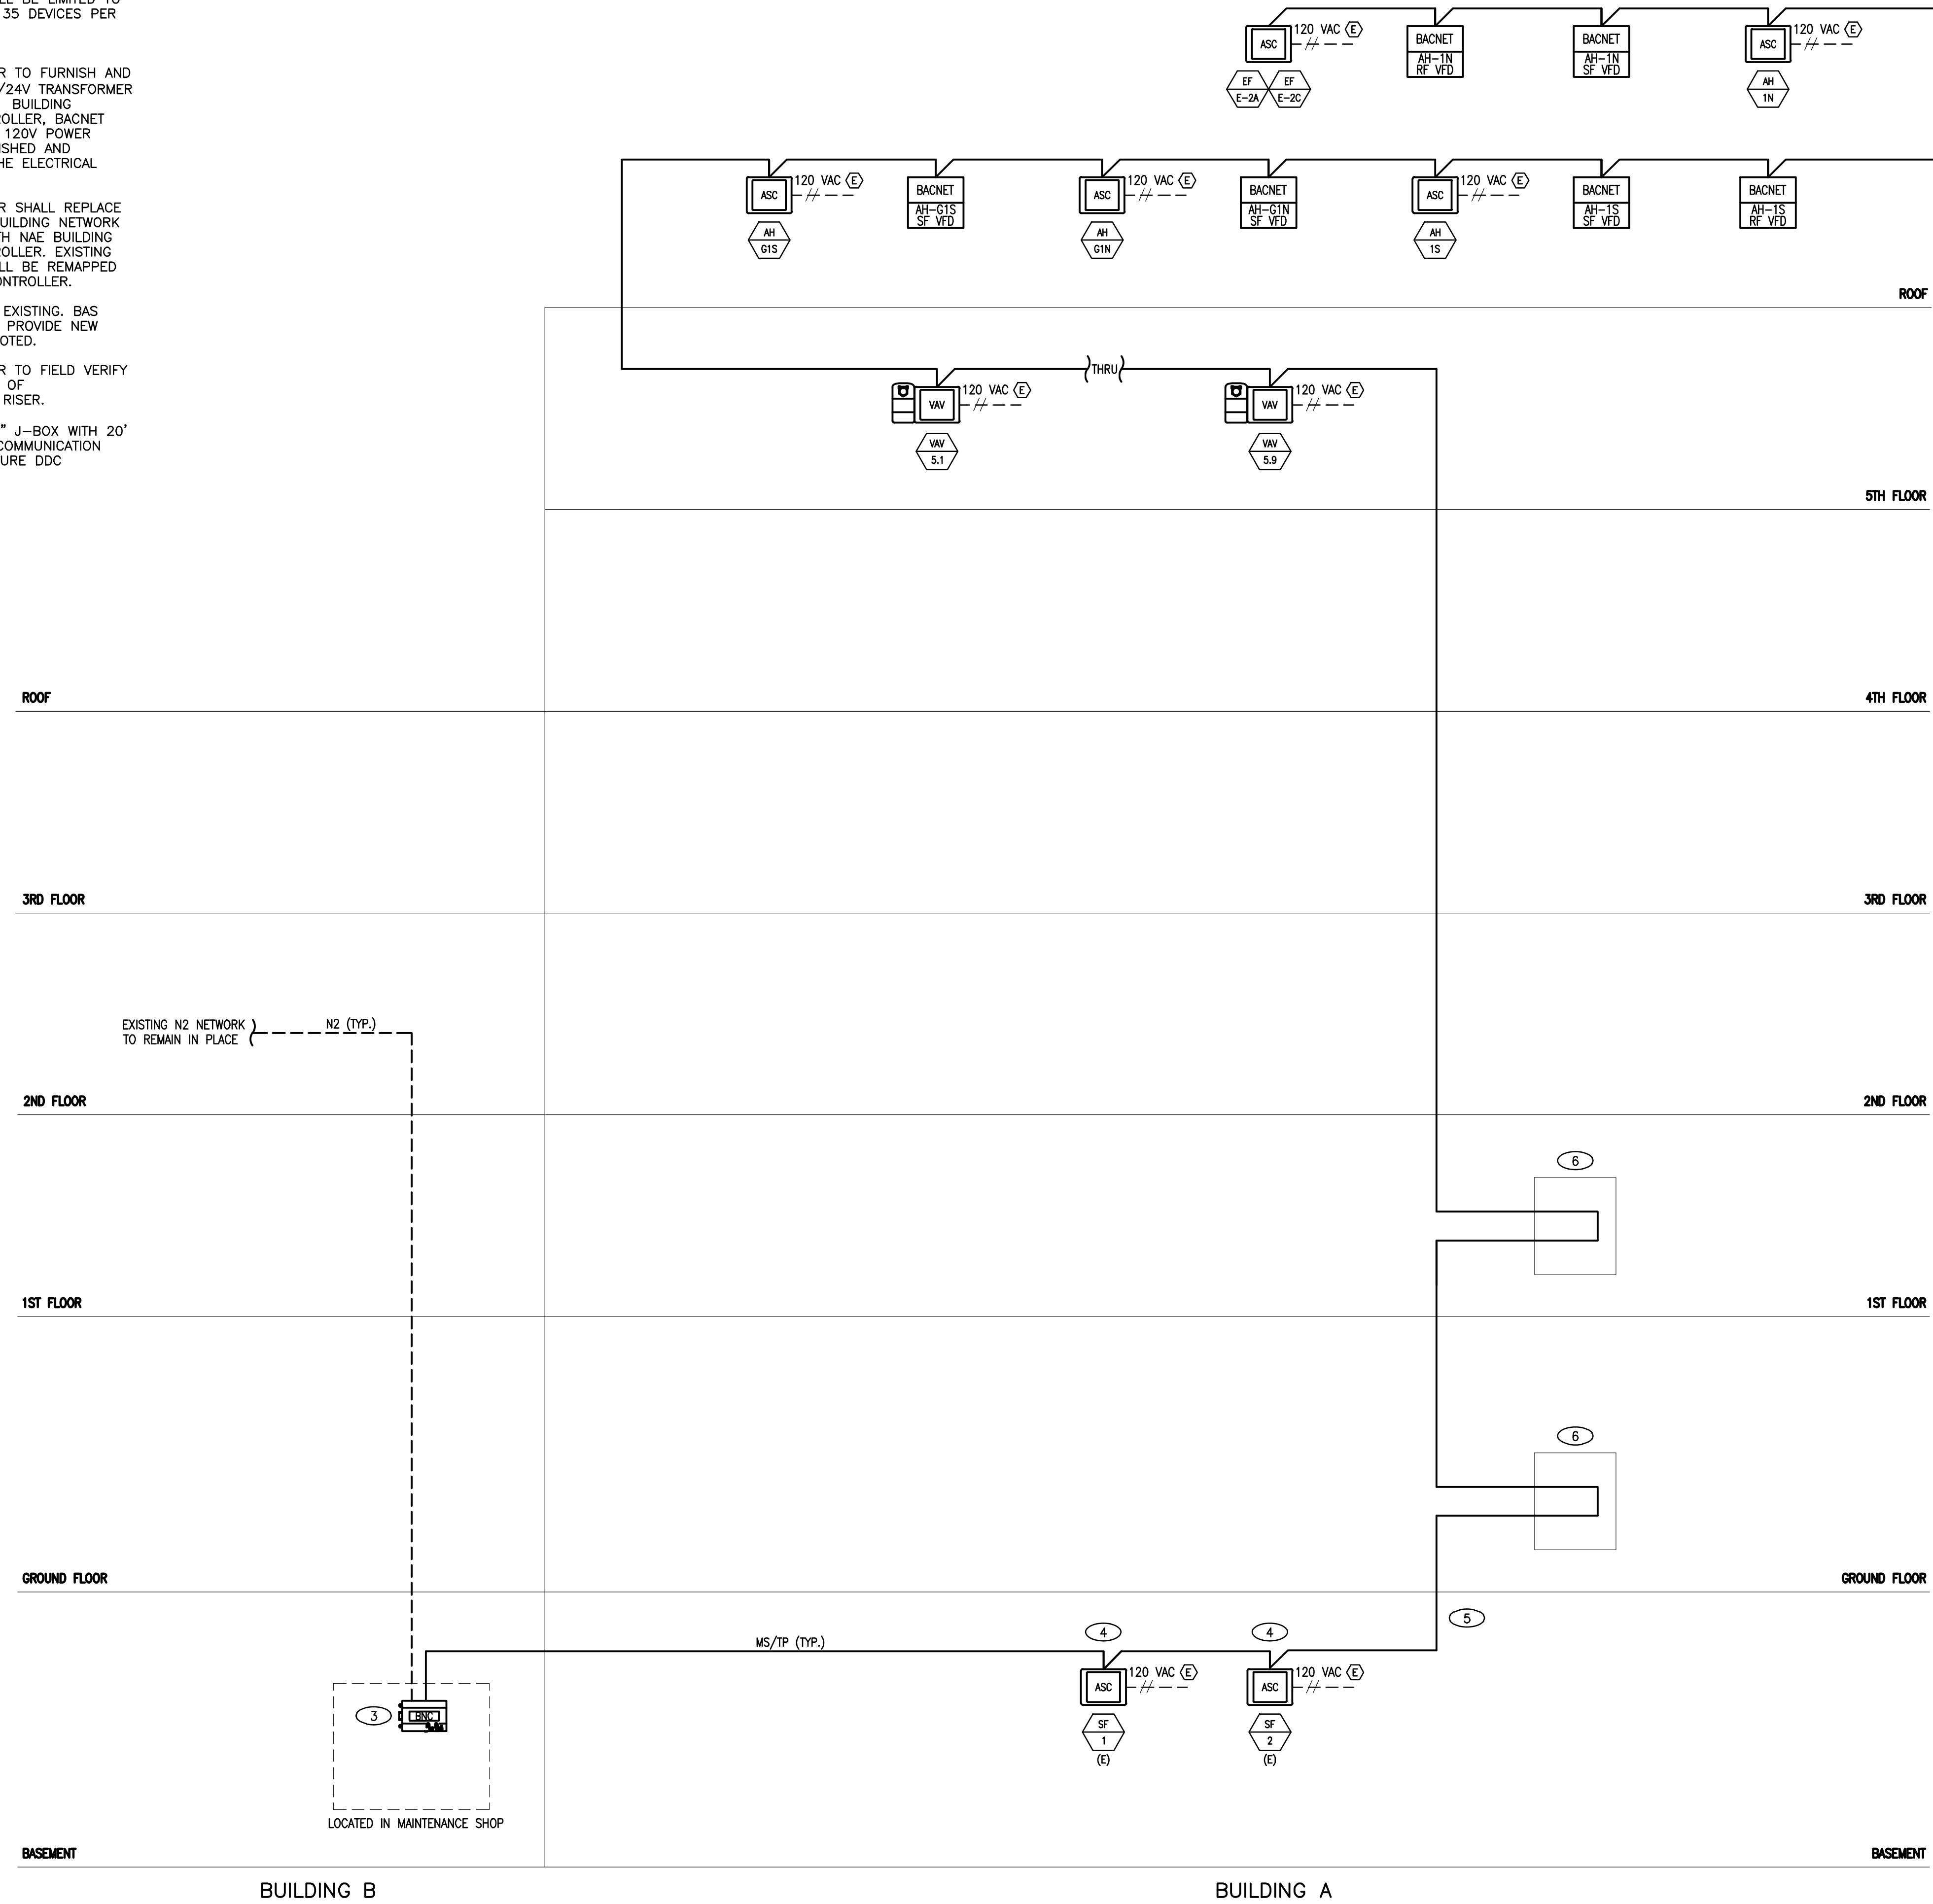 LL BE LIMITED TO
35 DEVICES PER
R TO FURNISH AND
/24V TRANSFORMER
BUILDING
ROLLER, BACNET
120V POWER
ISHED AND
HE ELECTRICAL
R SHALL REPLACE
UILDING NETWORK
TH NAE BUILDING
ROLLER. EXISTING
LL BE REMAPPED
ONTROLLER.
EXISTING. BAS
PROVIDE NEW
OTED.
R TO FIELD VERIFY
OF
RISER.
" J-BOX WITH 20'
COMMUNICATION
URE DDC
ASC
120 VAC E
EF
E-2A
EF
E-2C
BACNET
AH-1N
RF VFD
BACNET
AH-1N
SF VFD
ASC
120 VAC E
AH
1N
ASC
120 VAC E
AH
G1S
BACNET
AH-G1S
SF VFD
ASC
120 VAC E
AH
G1N
BACNET
AH-G1N
SF VFD
ASC
120 VAC E
AH
1S
BACNET
AH-1S
SF VFD
BACNET
AH-1S
RF VFD
ROOF
THRU
VAV
120 VAC E
VAV
5.1
VAV
120 VAC E
VAV
5.9
5TH FLOOR
ROOF
4TH FLOOR
3RD FLOOR
3RD FLOOR
EXISTING N2 NETWORK
TO REMAIN IN PLACE
N2 (TYP.)
2ND FLOOR
2ND FLOOR
6
1ST FLOOR
1ST FLOOR
6
GROUND FLOOR
GROUND FLOOR
5
MS/TP (TYP.)
4
ASC
120 VAC E
SF
1
(E)
4
ASC
120 VAC E
SF
2
(E)
3
BNC
LOCATED IN MAINTENANCE SHOP
BASEMENT
BASEMENT
BUILDING B
BUILDING A